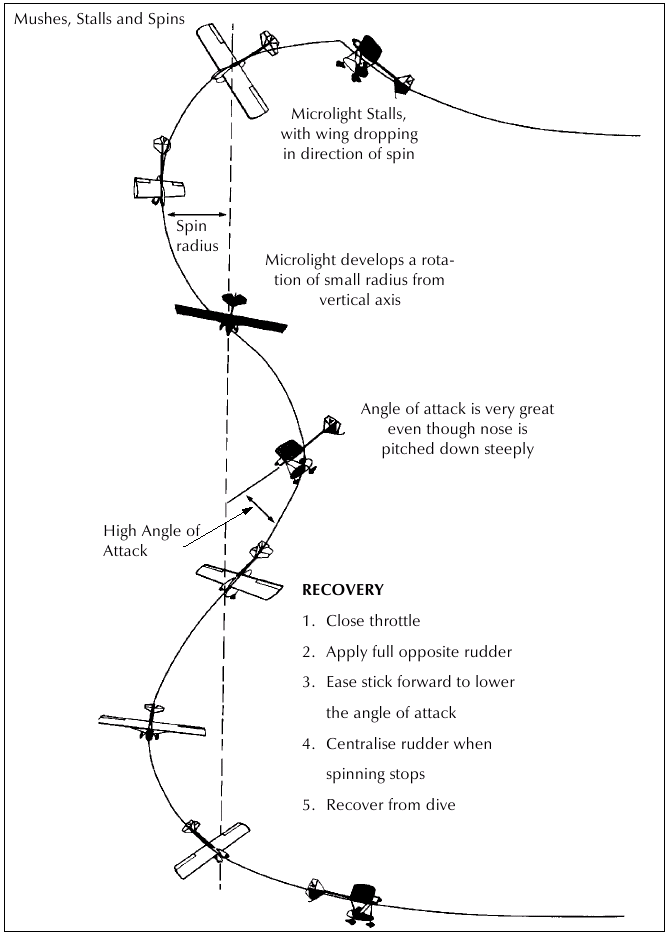 Mushes, Stalls and Spins
Microlight Stalls,
with wing dropping
in direction of spin
Spin
radius
Microlight develops a rota-
tion of small radius from
vertical axis
Angle of attack is very great
even though nose is
pitched down steeply
High Angle of
Attack
RECOVERY
1. Close throttle
2. Apply full opposite rudder
3. Ease stick forward to lower
the angle of attack
4. Centralise rudder when
spinning stops
5. Recover from dive